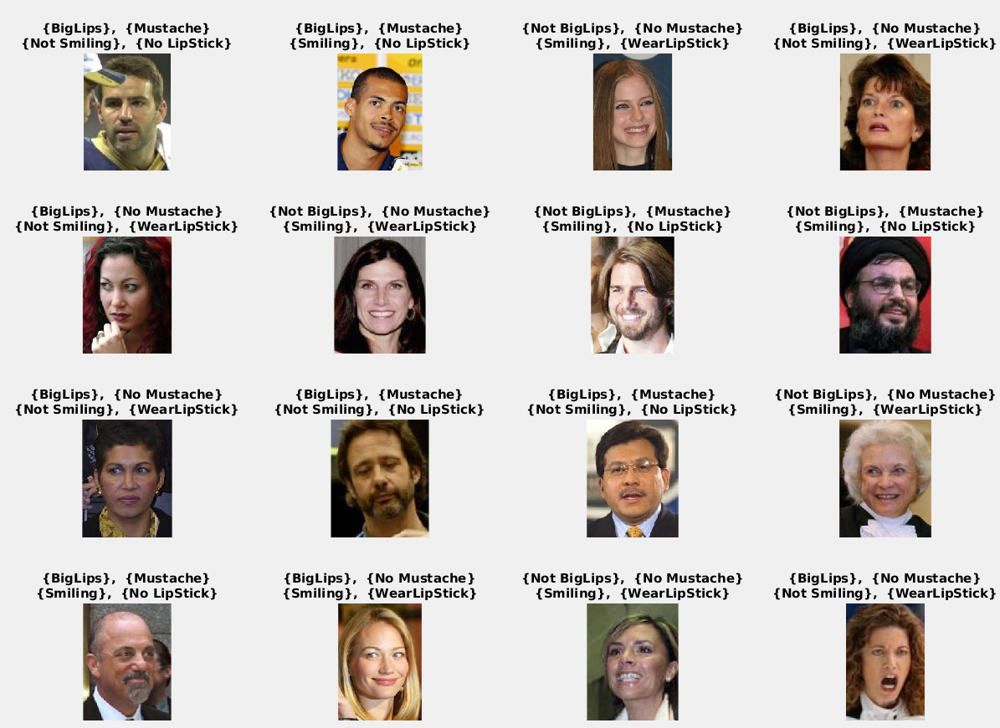 {BigLips}, {Mustache}
{Not Smiling}, {No LipStick}
{BigLips}, {Mustache}
{Smiling}, {No LipStick}
{Not BigLips}, {No Mustache}
{Smiling}, {WearLipStick}
{BigLips}, {No Mustache}
{Not Smiling}, {WearLipStick}
{BigLips}, {No Mustache}
{Not Smiling}, {WearLipStick}
{Not BigLips}, {No Mustache}
{Smiling}, {WearLipStick}
{Not BigLips}, {Mustache}
{Smiling}, {No LipStick}
{Not BigLips}, {Mustache}
{Smiling}, {No LipStick}
{BigLips}, {No Mustache}
{Not Smiling}, {WearLipStick}
{BigLips}, {Mustache}
{Not Smiling}, {No LipStick}
{BigLips}, {Mustache}
{Not Smiling}, {No LipStick}
{Not BigLips}, {No Mustache}
{Smiling}, {WearLipStick}
{BigLips}, {Mustache}
{Smiling}, {No LipStick}
{BigLips}, {No Mustache}
{Smiling}, {WearLipStick}
{Not BigLips}, {No Mustache}
{Smiling}, {WearLipStick}
{BigLips}, {No Mustache}
{Not Smiling}, {WearLipStick}